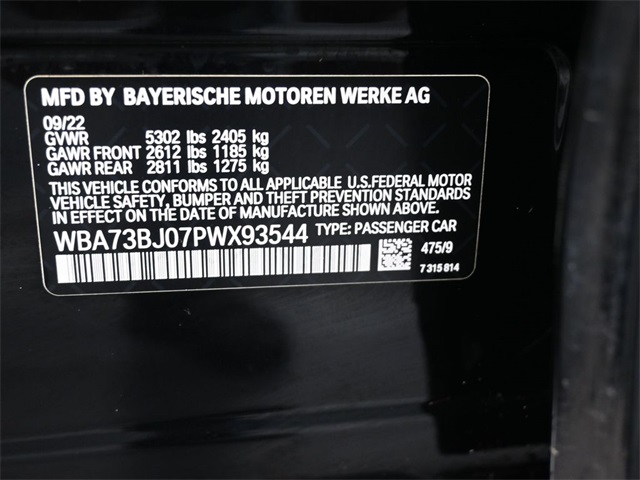 MFD BY BAYERISCHE MOTOREN WERKE AG
09/22
GVWR 5302 lbs 2405 kg
GAWR FRONT 2612 lbs 1185 kg
GAWR REAR 2811 lbs 1275 kg
THIS VEHICLE CONFORMS TO ALL APPLICABLE U.S.FEDERAL MOTOR
VEHICLE SAFETY, BUMPER AND THEFT PREVENTION STANDARDS
IN EFFECT ON THE DATE OF MANUFACTURE SHOWN ABOVE.
WBA73BJ07PWX93544 TYPE: PASSENGER CAR
475/9
7 315 814